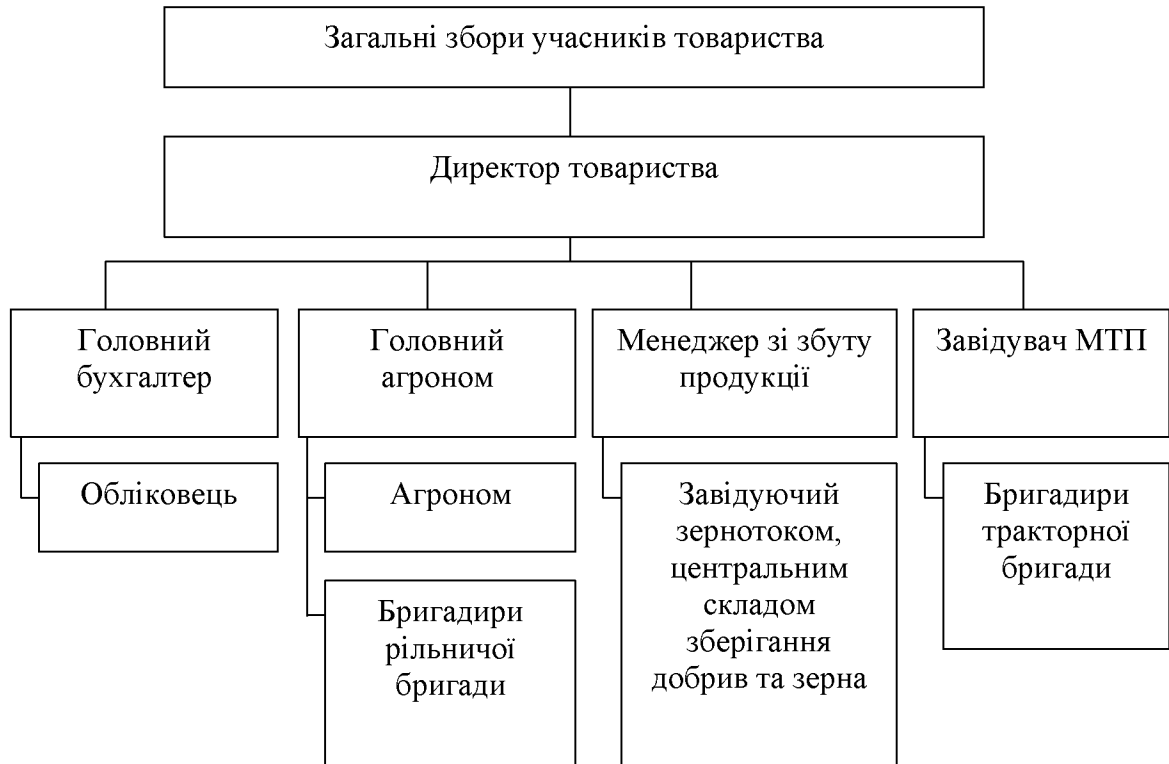 Загальні збори учасників товариства
Директор товариства
Головний
бухгалтер
Головний
агроном
Менеджер зі збуту
продукції
Завідувач МТП
Обліковець
Агроном
Бригадири
рільничої
бригади
Завідуючий
зернотоком,
центральним
складом
зберігання
добрив та зерна
Бригадири
тракторної
бригади